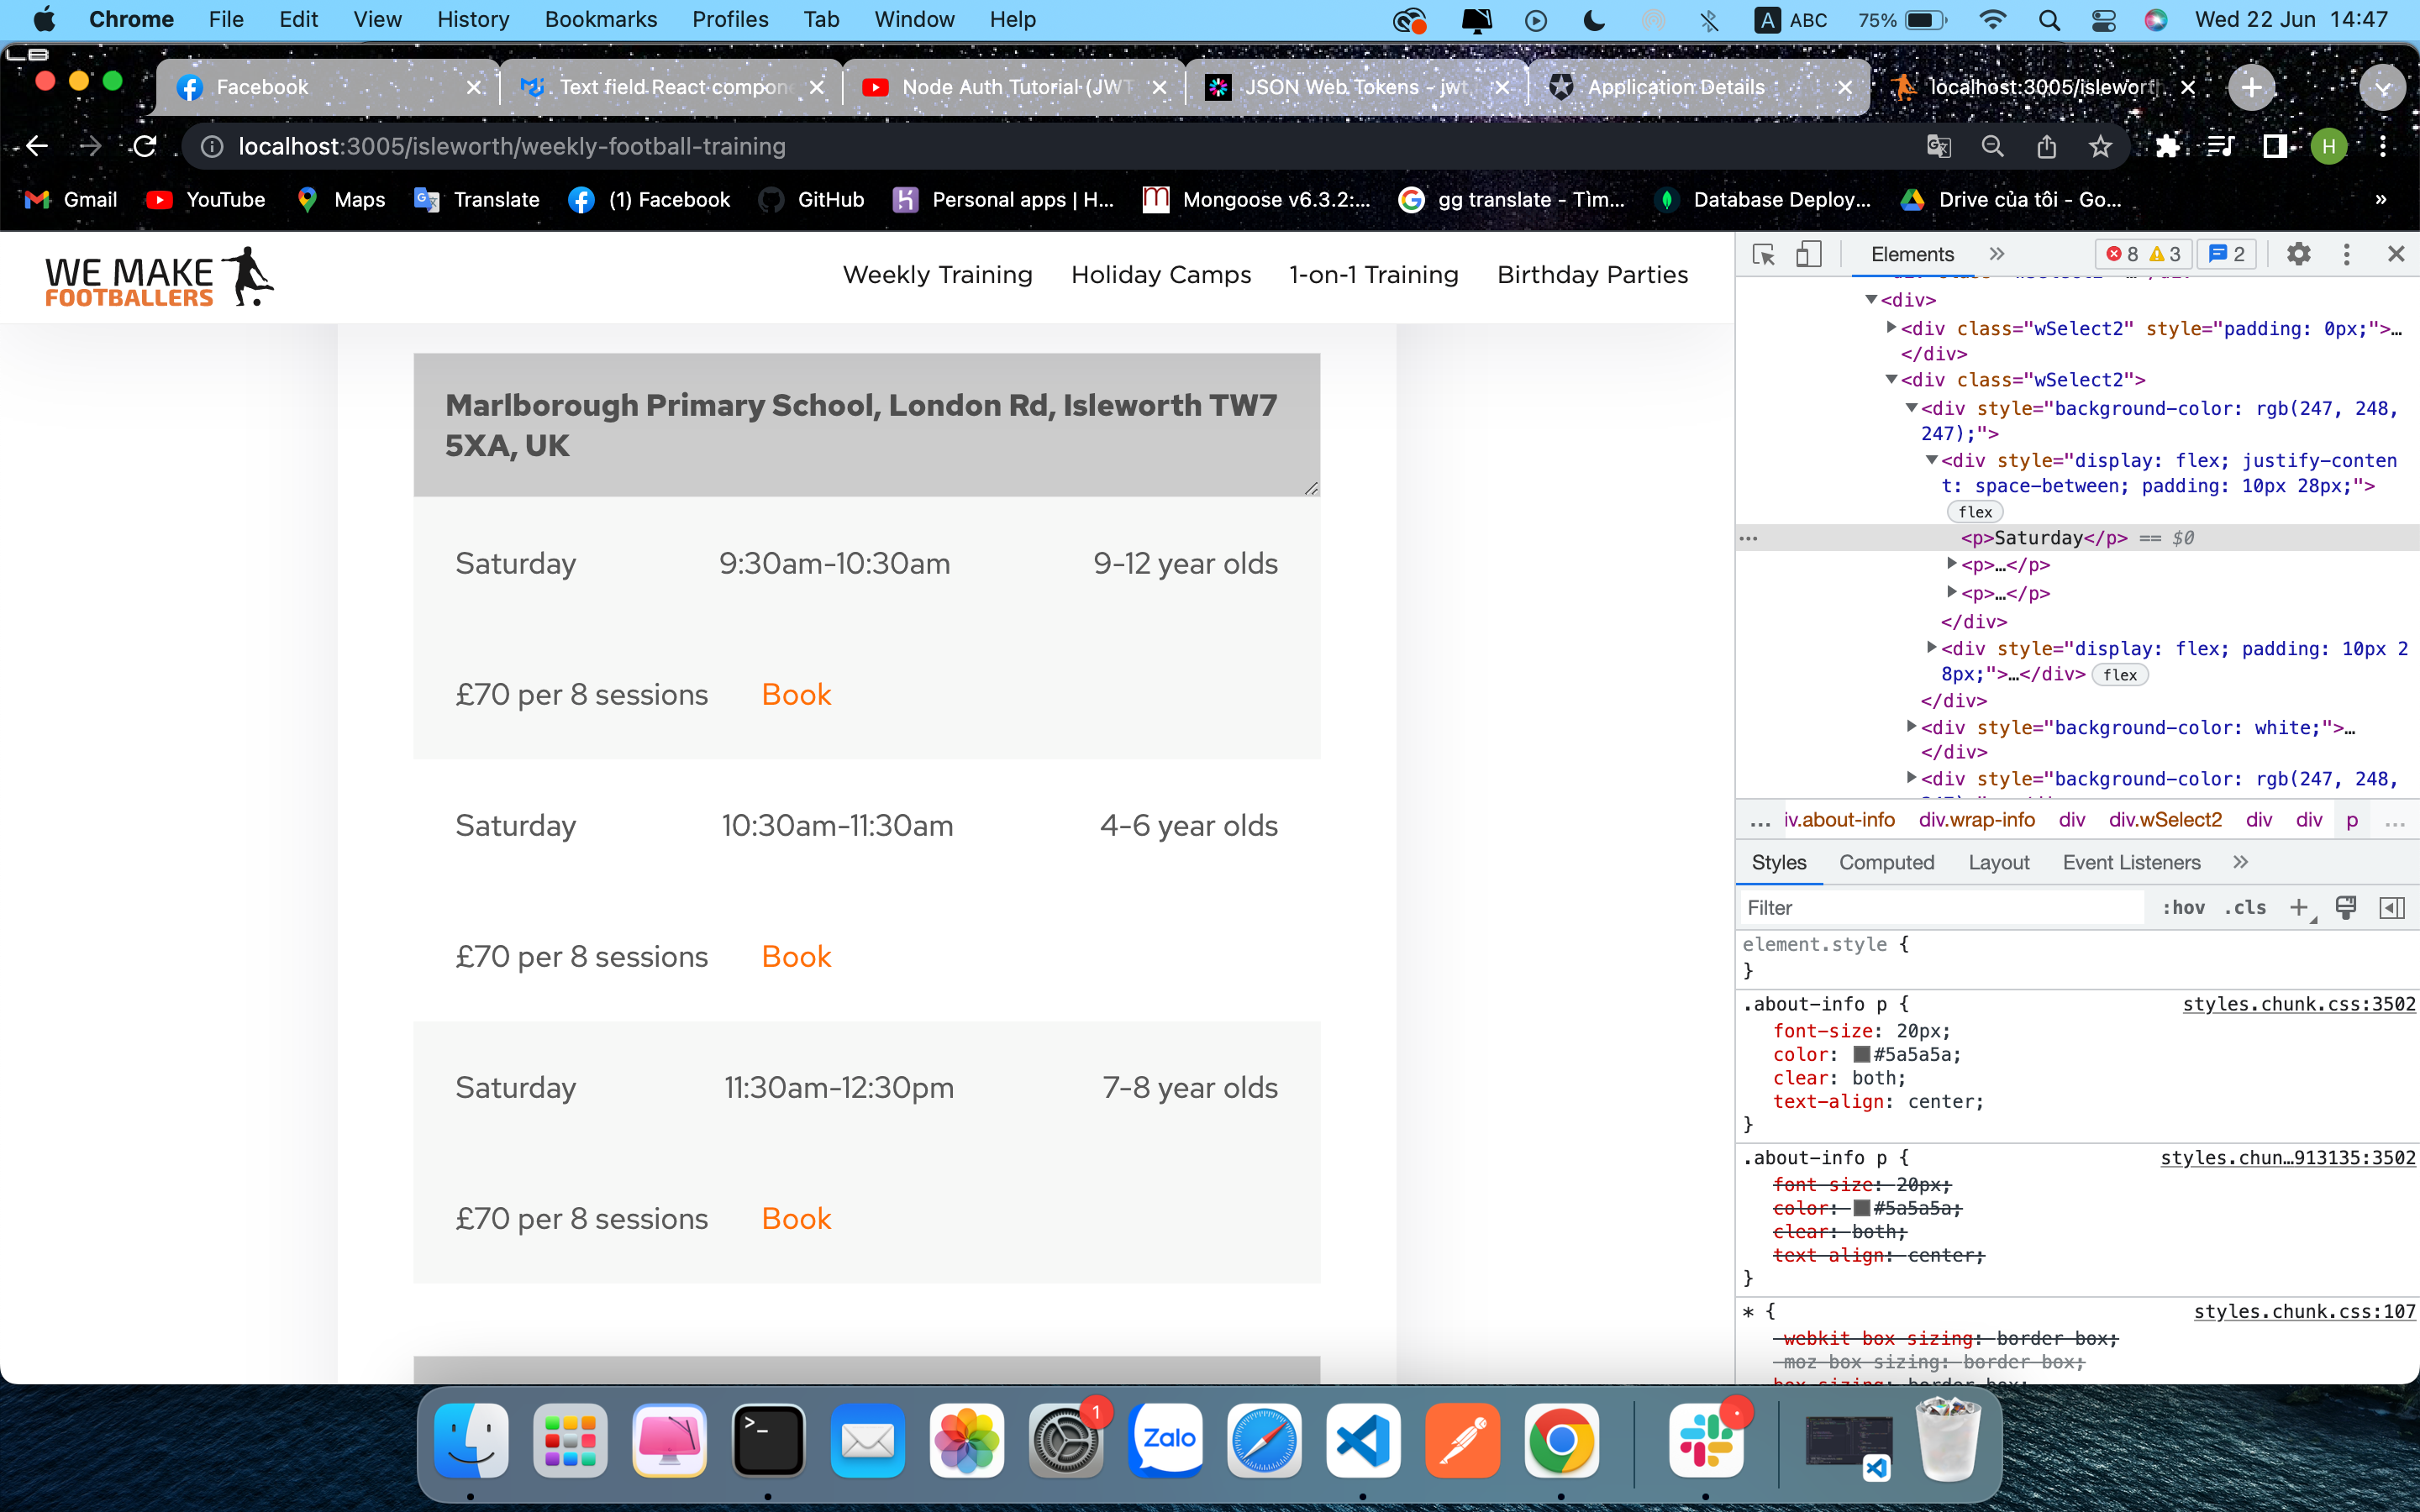 Chrome File Edit View History Bookmarks Profiles Tab Window Help A ABC 75% Wed 22 Jun 14:47
Facebook Text field React compon Node Auth Tutorial (JWT JSON Web Tokens - jwt Application Details localhost:3005/islewort
localhost:3005/isleworth/weekly-football-training H
Gmail YouTube Maps Translate (1) Facebook GitHub Personal apps | H... Mongoose v6.3.2:... gg translate - Tìm... Database Deploy... Drive của tôi - Go... »
WE MAKE
FOOTBALLERS
Weekly Training Holiday Camps 1-on-1 Training Birthday Parties
Marlborough Primary School, London Rd, Isleworth TW7
5XA, UK
Saturday 9:30am-10:30am 9-12 year olds
£70 per 8 sessions Book
Saturday 10:30am-11:30am 4-6 year olds
£70 per 8 sessions Book
Saturday 11:30am-12:30pm 7-8 year olds
£70 per 8 sessions Book
Elements » 8 3 2
<div>
<div class="wSelect2" style="padding: 0px;">…
</div>
<div class="wSelect2">
<div style="background-color: rgb(247, 248,
247);">
<div style="display: flex; justify-conten
t: space-between; padding: 10px 28px;">
flex
… <p>Saturday</p> == $0
<p>…</p>
<p>…</p>
</div>
<div style="display: flex; padding: 10px 2
8px;">…</div> flex
</div>
<div style="background-color: white;">…
</div>
<div style="background-color: rgb(247, 248,
… iv.about-info div.wrap-info div div.wSelect2 div div p …
Styles Computed Layout Event Listeners »
Filter :hov .cls +
element.style {
}
.about-info p { styles.chunk.css:3502
font-size: 20px;
color: #5a5a5a;
clear: both;
text-align: center;
}
.about-info p { styles.chun…913135:3502
font-size: 20px;
color: #5a5a5a;
clear: both;
text-align: center;
}
* { styles.chunk.css:107
-webkit-box-sizing: border-box;
-moz-box-sizing: border-box;
box-sizing: border-box;
1
Zalo